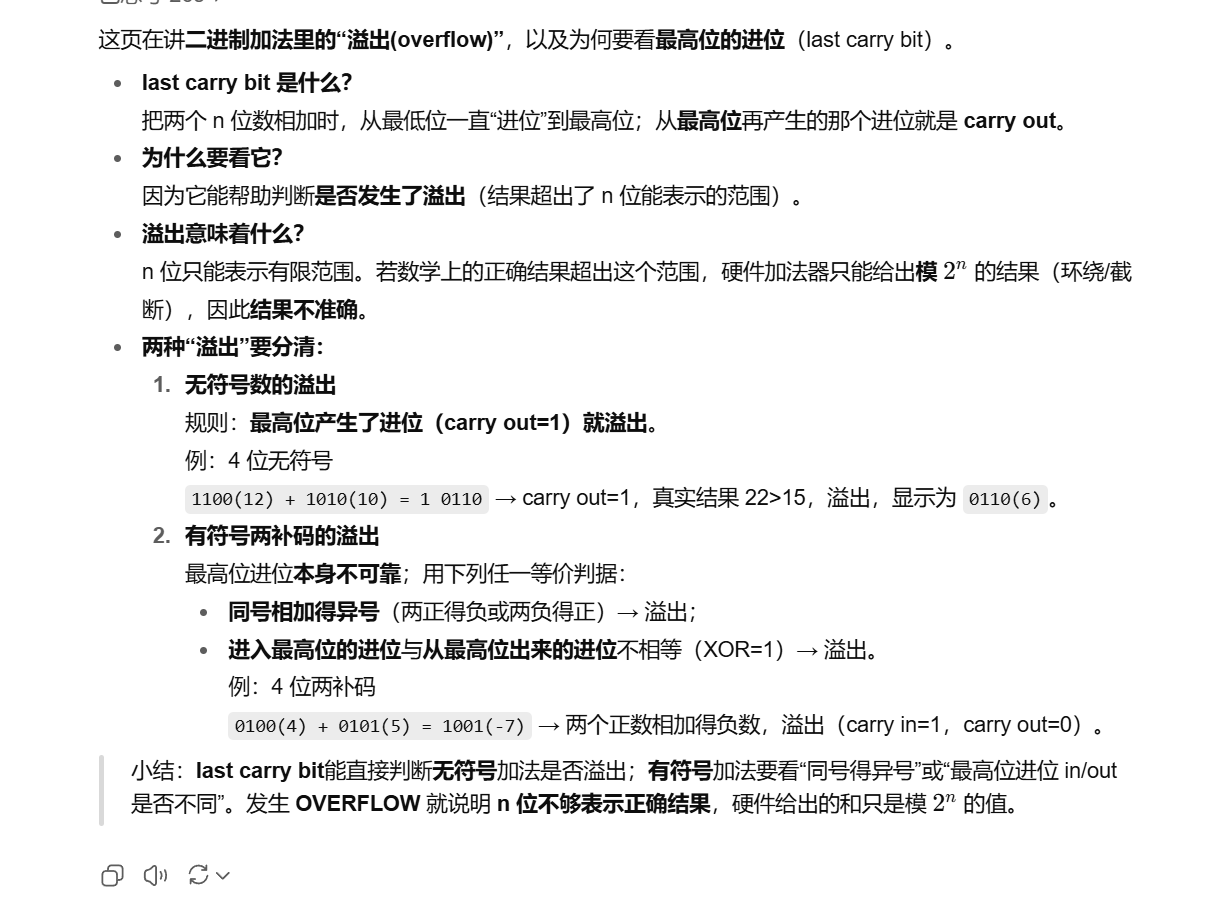 这页在讲二进制加法里的“溢出(overflow)”，以及为何要看最高位的进位（last carry bit）。
last carry bit 是什么？
把两个 n 位数相加时，从最低位一直“进位”到最高位；从最高位再产生的那个进位就是 carry out。
为什么要看它？
因为它能帮助判断是否发生了溢出（结果超出了 n 位能表示的范围）。
溢出意味着什么？
n 位只能表示有限范围。若数学上的正确结果超出这个范围，硬件加法器只能给出模 2ⁿ 的结果（环绕/截
断），因此结果不准确。
两种“溢出”要分清：
1. 无符号数的溢出
规则：最高位产生了进位（carry out=1）就溢出。
例：4 位无符号
1100(12) + 1010(10) = 1 0110 → carry out=1，真实结果 22>15，溢出，显示为 0110(6)。
2. 有符号两补码的溢出
最高位进位本身不可靠；用下列任一等价判据：
同号相加得异号（两正得负或两负得正）→ 溢出；
进入最高位的进位与从最高位出来的进位不相等（XOR=1）→ 溢出。
例：4 位两补码
0100(4) + 0101(5) = 1001(-7) → 两个正数相加得负数，溢出（carry in=1，carry out=0）。
小结：last carry bit能直接判断无符号加法是否溢出；有符号加法要看“同号得异号”或“最高位进位 in/out
是否不同”。发生 OVERFLOW 就说明 n 位不够表示正确结果，硬件给出的和只是模 2ⁿ 的值。